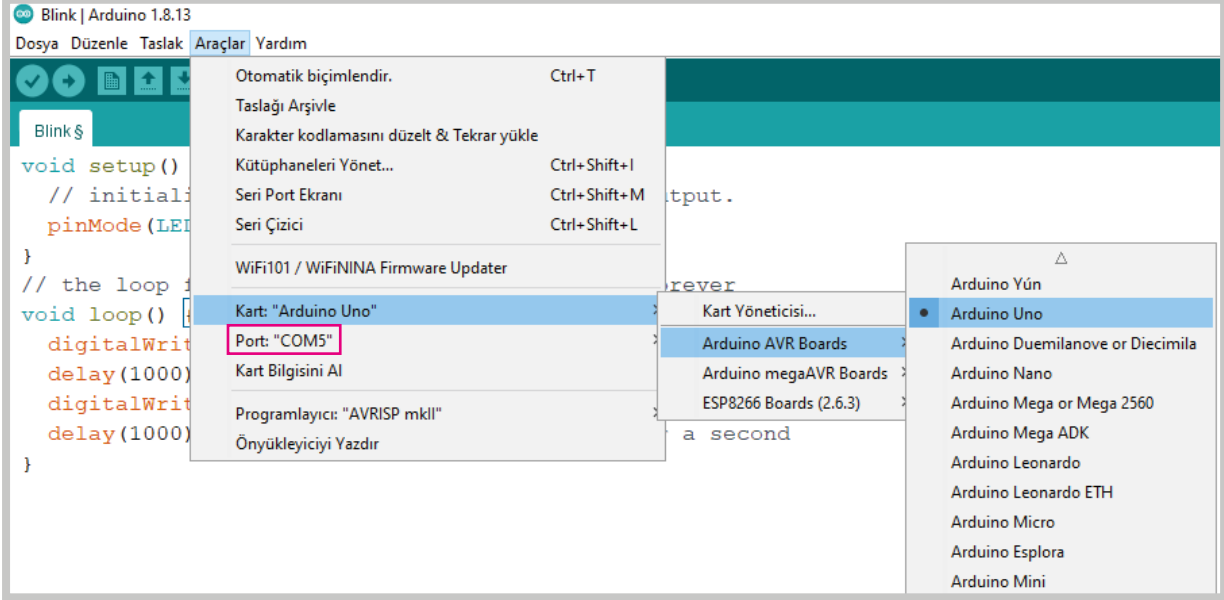 Blink | Arduino 1.8.13
Dosya Düzenle Taslak Araçlar Yardım
Blink §
void setup()
// initiali
tput.
pinMode(LED
}
// the loop f
rever
void loop() {
digitalWrit
delay(1000)
digitalWrit
delay(1000)
r a second
}
Otomatik biçimlendir. Ctrl+T
Taslağı Arşivle
Karakter kodlamasını düzelt & Tekrar yükle
Kütüphaneleri Yönet... Ctrl+Shift+I
Seri Port Ekranı Ctrl+Shift+M
Seri Çizici Ctrl+Shift+L
WiFi101 / WiFiNINA Firmware Updater
Kart: "Arduino Uno"
Port: "COM5"
Kart Bilgisini Al
Programlayıcı: "AVRISP mkII"
Önyükleyiciyi Yazdır
Kart Yöneticisi...
Arduino AVR Boards
Arduino megaAVR Boards
ESP8266 Boards (2.6.3)
Arduino Yún
Arduino Uno
Arduino Duemilanove or Diecimila
Arduino Nano
Arduino Mega or Mega 2560
Arduino Mega ADK
Arduino Leonardo
Arduino Leonardo ETH
Arduino Micro
Arduino Esplora
Arduino Mini